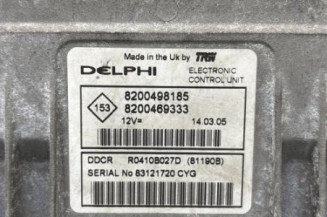 Made in the Uk by TRW
DELPHI ELECTRONIC
CONTROL UNIT
153 8200498185
8200469333
12V= 14.03.05
DDCR R0410B027D (81190B)
SERIAL No 83121720 CYG